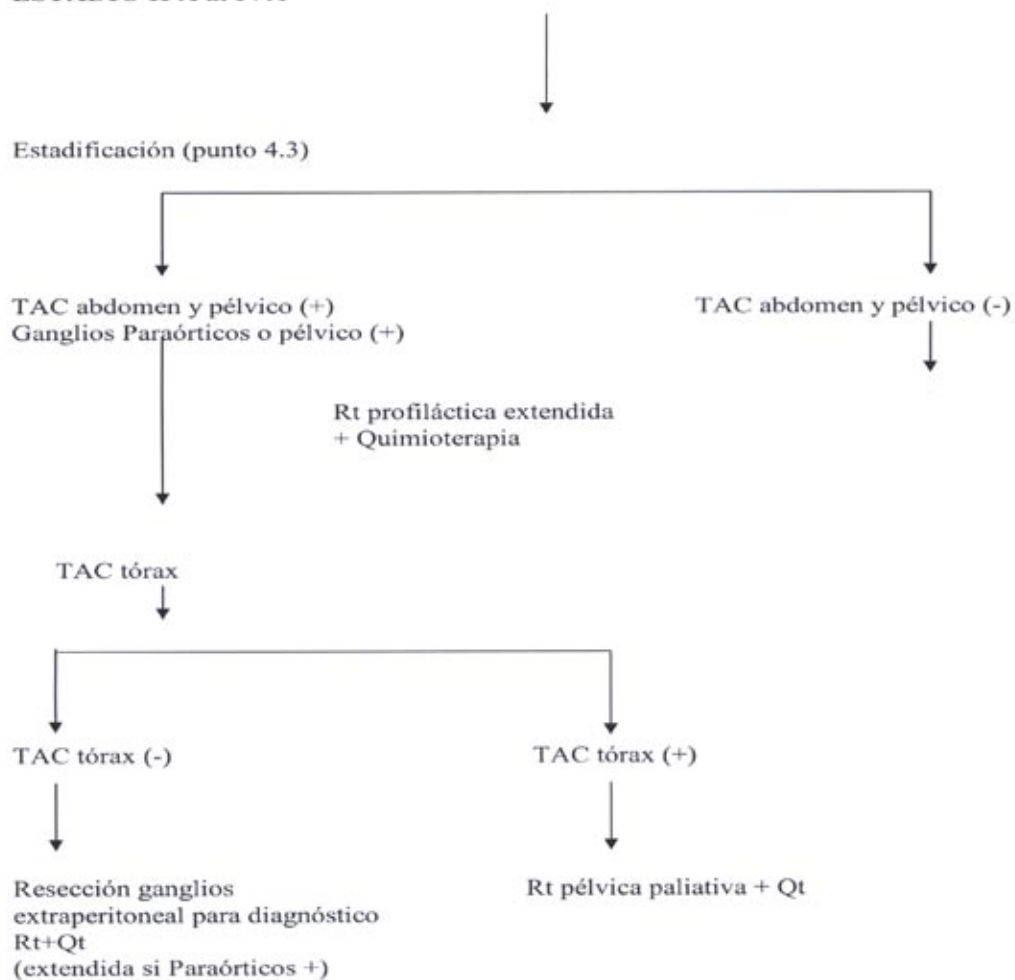 Estadificación (punto 4.3)
TAC abdomen y pélvico (+)
Ganglios Paraórticos o pélvico (+)
TAC abdomen y pélvico (-)
Rt profiláctica extendida
+ Quimioterapia
TAC tórax
TAC tórax (-)
TAC tórax (+)
Resección ganglios
extraperitoneal para diagnóstico
Rt+Qt
(extendida si Paraórticos +)
Rt pélvica paliativa + Qt